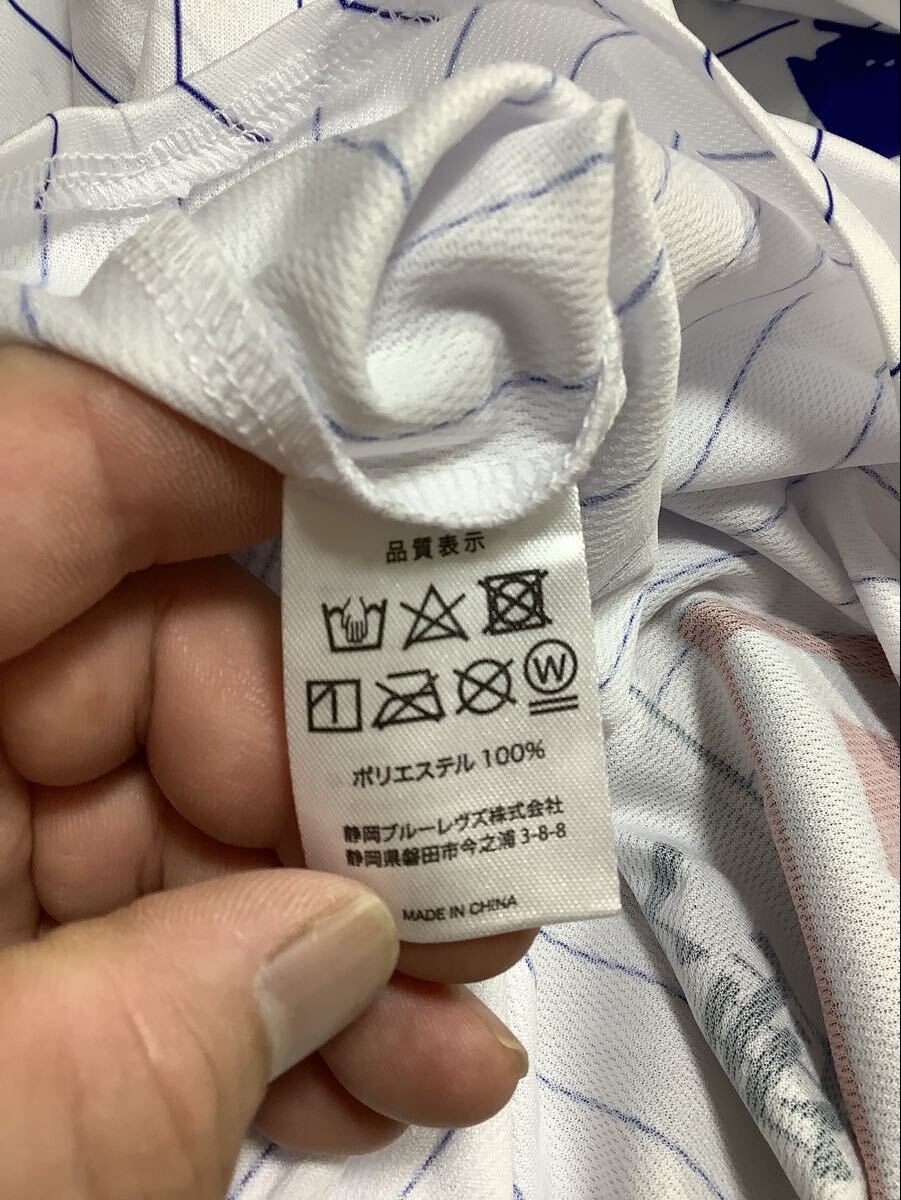 品質表示
W
ポリエステル 100%
静岡ブルーレヴズ株式会社
静岡県磐田市今之浦 3-8-8
MADE IN CHINA